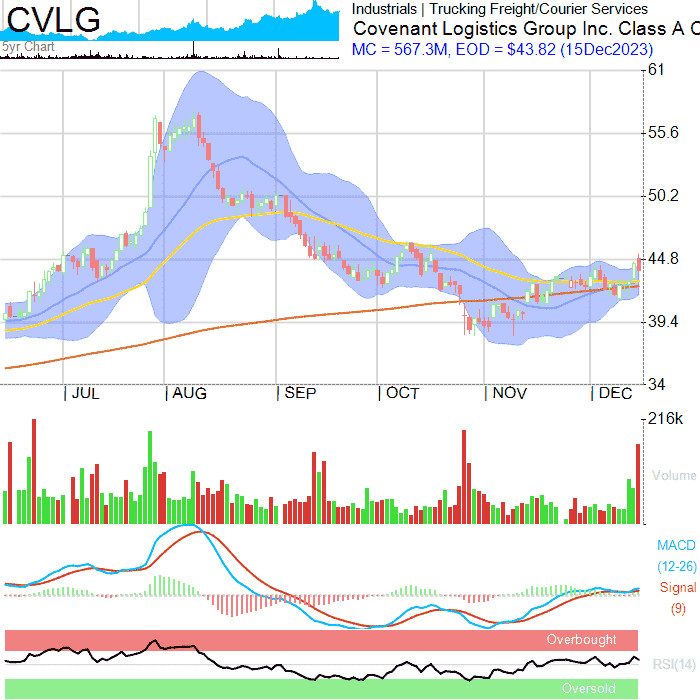 CVLG
5yr Chart
Industrials | Trucking Freight/Courier Services
Covenant Logistics Group Inc. Class A C
MC = 567.3M, EOD = $43.82 (15Dec2023)
61
55.6
50.2
44.8
39.4
34
| JUL | AUG | SEP | OCT | NOV | DEC
216k
Volume
MACD
(12-26)
Signal
(9)
Overbought
RSI(14)
Oversold